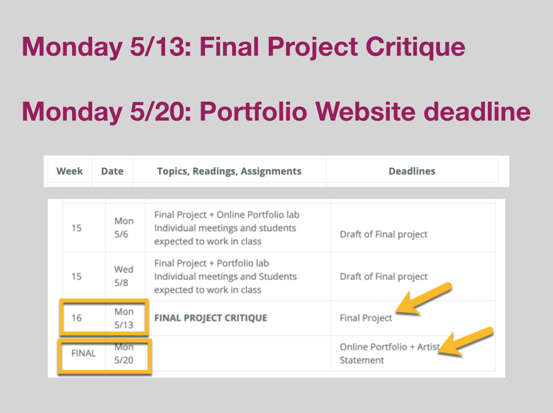 Monday 5/13: Final Project Critique
Monday 5/20: Portfolio Website deadline
Week Date Topics, Readings, Assignments Deadlines
15 Mon 5/6 Final Project + Online Portfolio lab
Individual meetings and students
expected to work in class Draft of Final project
15 Wed 5/8 Final Project + Portfolio lab
Individual meetings and Students
expected to work in class Draft of Final project
16 Mon 5/13 FINAL PROJECT CRITIQUE Final Project
FINAL Mon 5/20 Online Portfolio + Artist
Statement